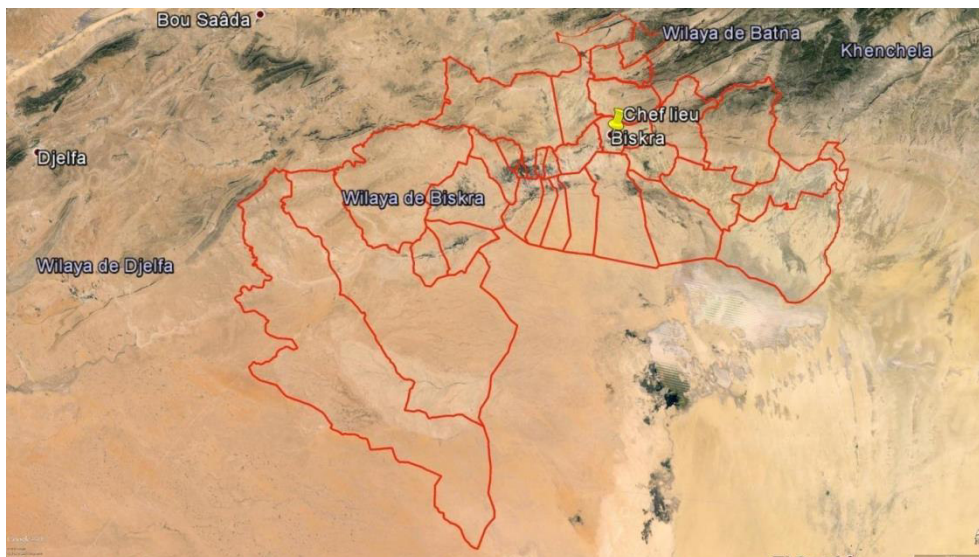 Bou Saâda
Wilaya de Batna
Khenchela
Chef lieu
Biskra
Djelfa
Wilaya de Biskra
Wilaya de Djelfa